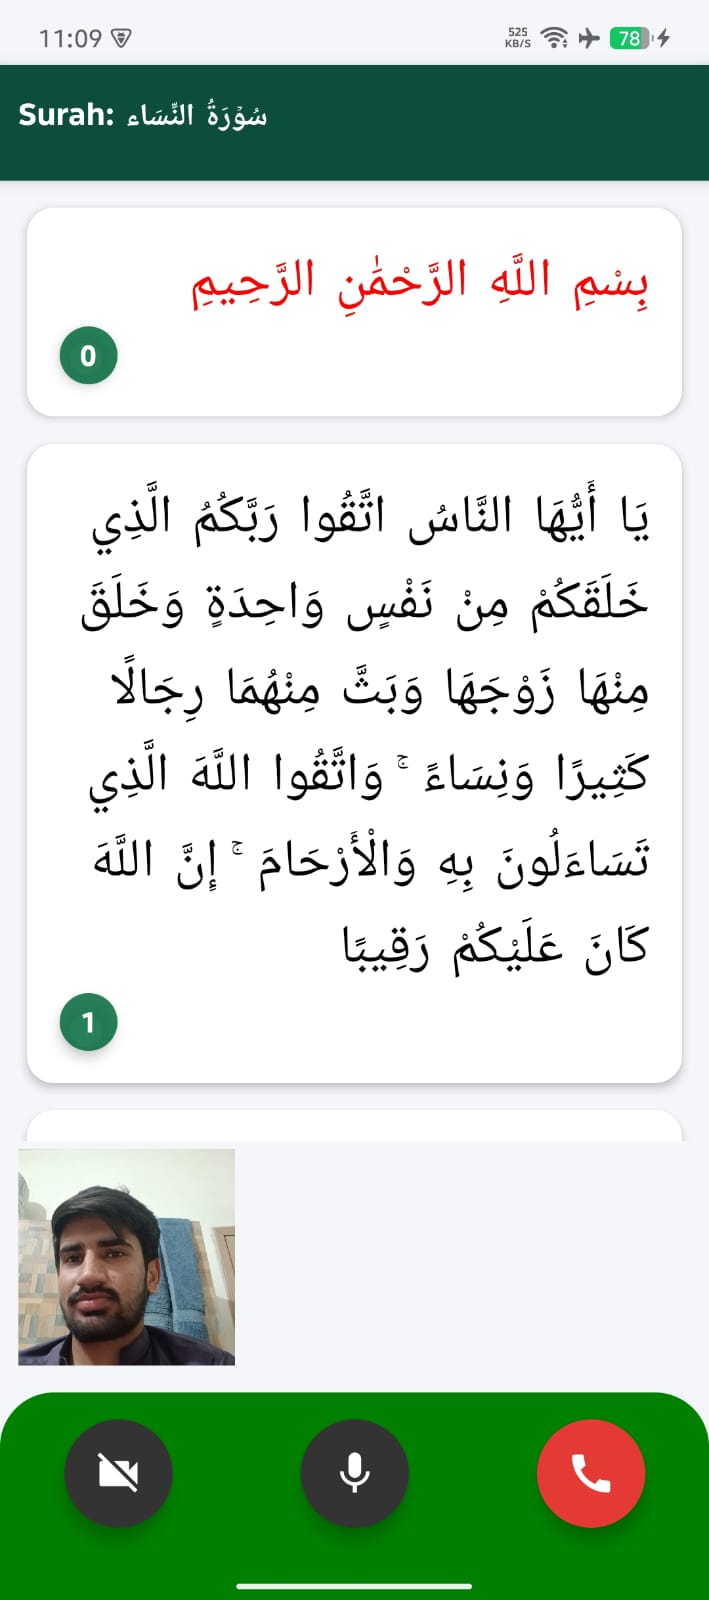 11:09
525 KB/S
78
Surah: سُوْرَةُ النِّسَاء
بِسْمِ اللَّهِ الرَّحْمَٰنِ الرَّحِيمِ
0
يَا أَيُّهَا النَّاسُ اتَّقُوا رَبَّكُمُ الَّذِي
خَلَقَكُمْ مِنْ نَفْسٍ وَاحِدَةٍ وَخَلَقَ
مِنْهَا زَوْجَهَا وَبَثَّ مِنْهُمَا رِجَالًا
كَثِيرًا وَنِسَاءً ۚ وَاتَّقُوا اللَّهَ الَّذِي
تَسَاءَلُونَ بِهِ وَالْأَرْحَامَ ۚ إِنَّ اللَّهَ
كَانَ عَلَيْكُمْ رَقِيبًا
1